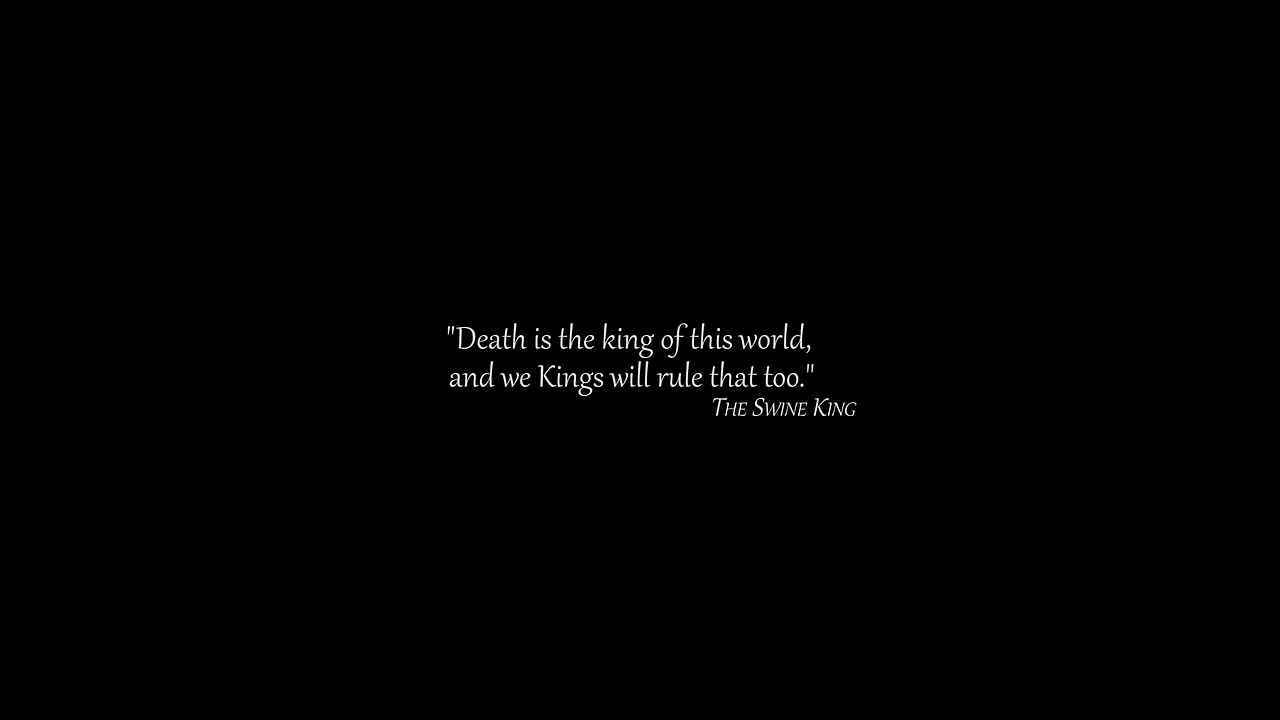 "Death is the king of this world,
and we Kings will rule that too."
THE SWINE KING